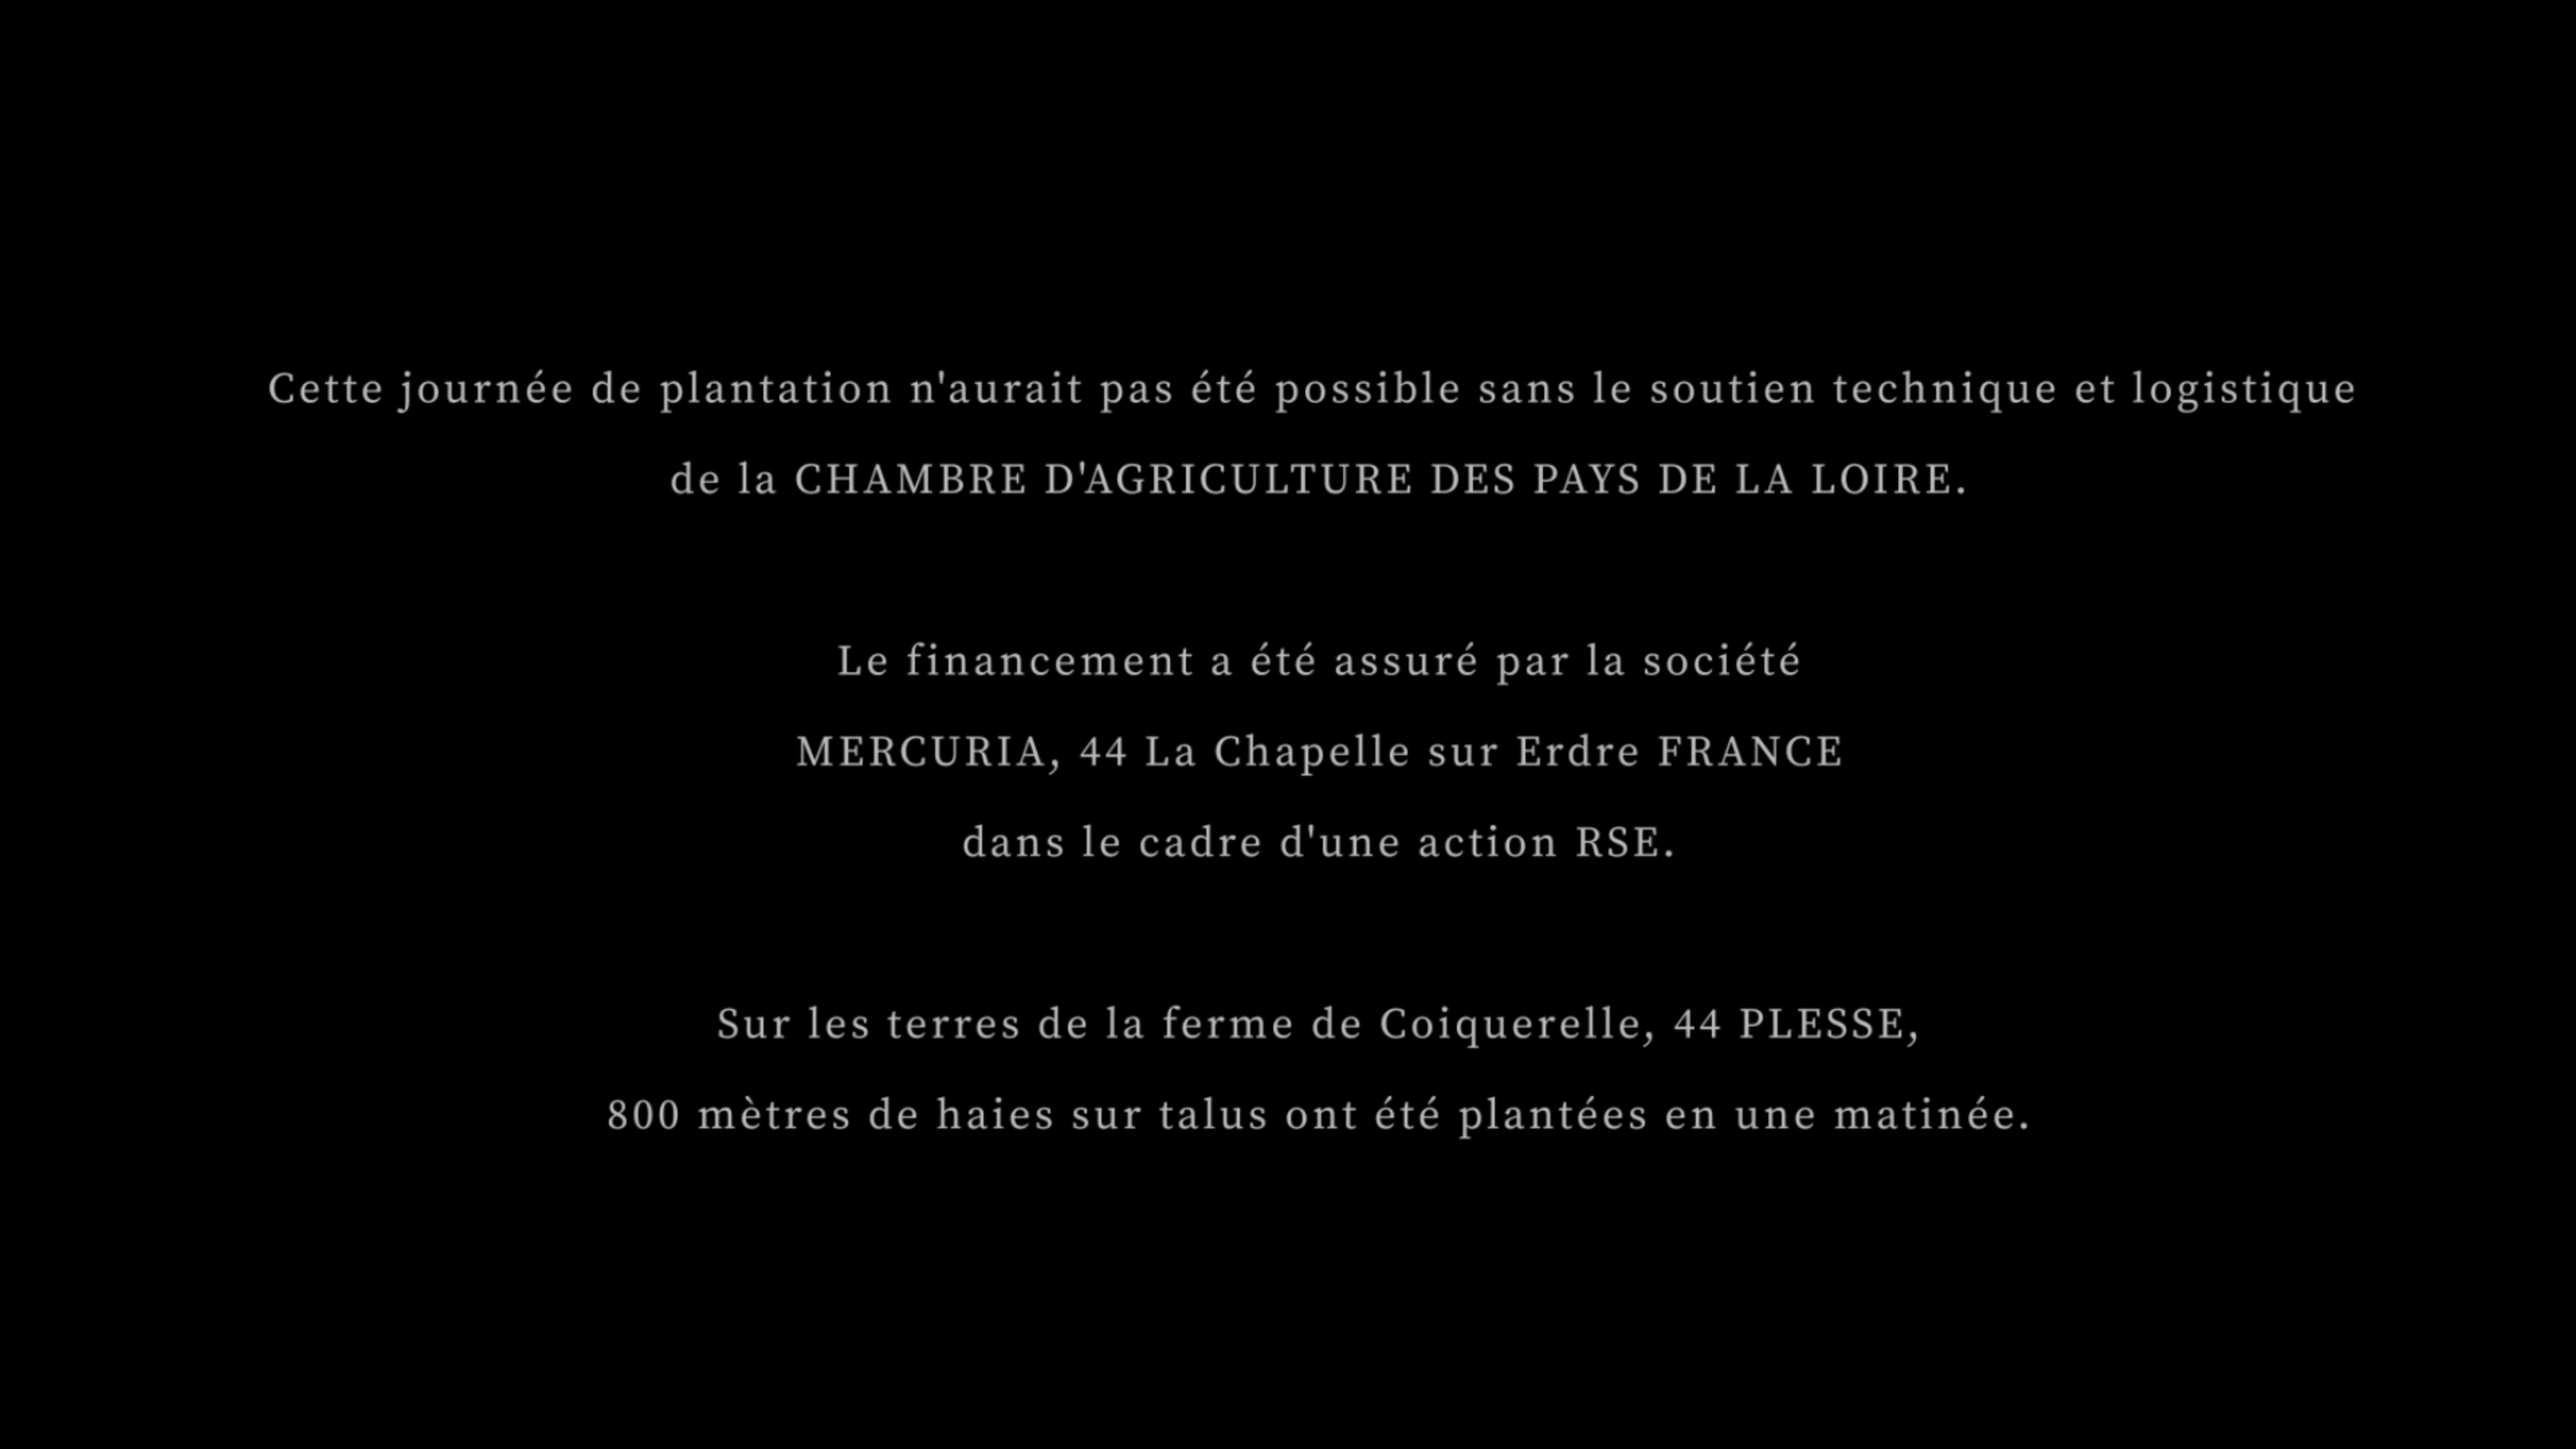 Cette journée de plantation n'aurait pas été possible sans le soutien technique et logistique
de la CHAMBRE D'AGRICULTURE DES PAYS DE LA LOIRE.
Le financement a été assuré par la société
MERCURIA, 44 La Chapelle sur Erdre FRANCE
dans le cadre d'une action RSE.
Sur les terres de la ferme de Coiquerelle, 44 PLESSE,
800 mètres de haies sur talus ont été plantées en une matinée.